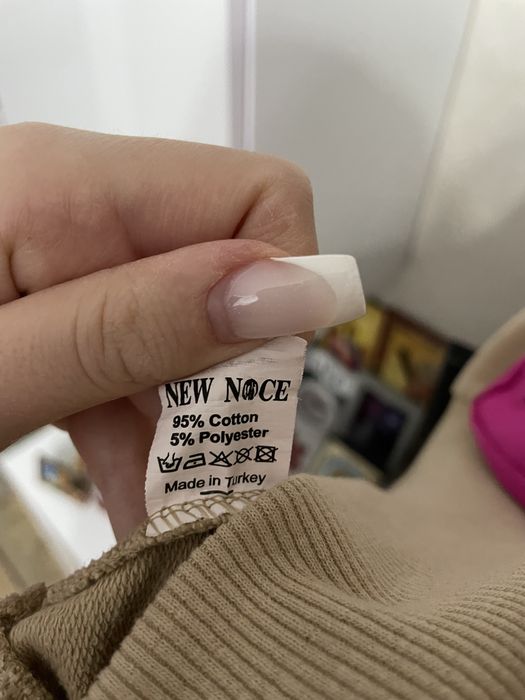 NEW NOCE
95% Cotton
5% Polyester
Made in Turkey